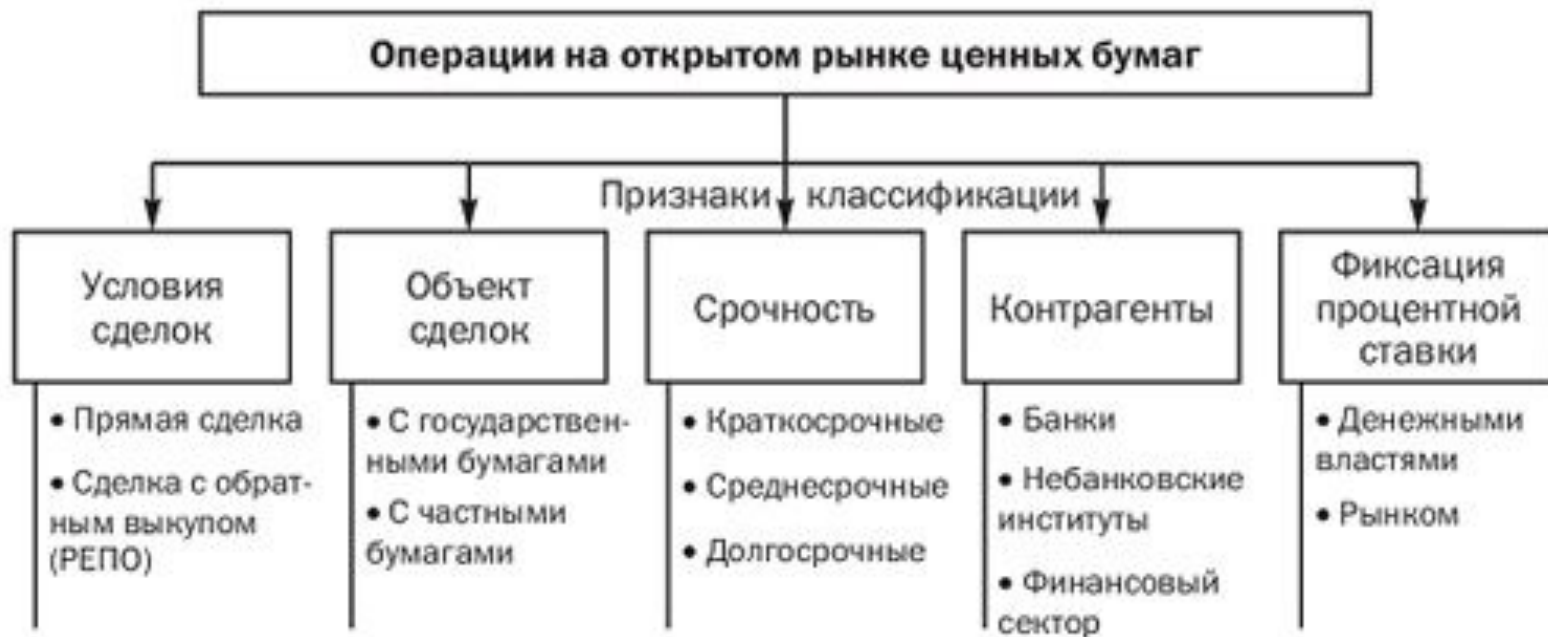 Операции на открытом рынке ценных бумаг
Признаки классификации
Условия
сделок
• Прямая сделка
• Сделка с обрат-
ным выкупом
(РЕПО)
Объект
сделок
• С государствен-
ными бумагами
• С частными
бумагами
Срочность
• Краткосрочные
• Среднесрочные
• Долгосрочные
Контрагенты
• Банки
• Небанковские
институты
• Финансовый
сектор
Фиксация
процентной
ставки
• Денежными
властями
• Рынком